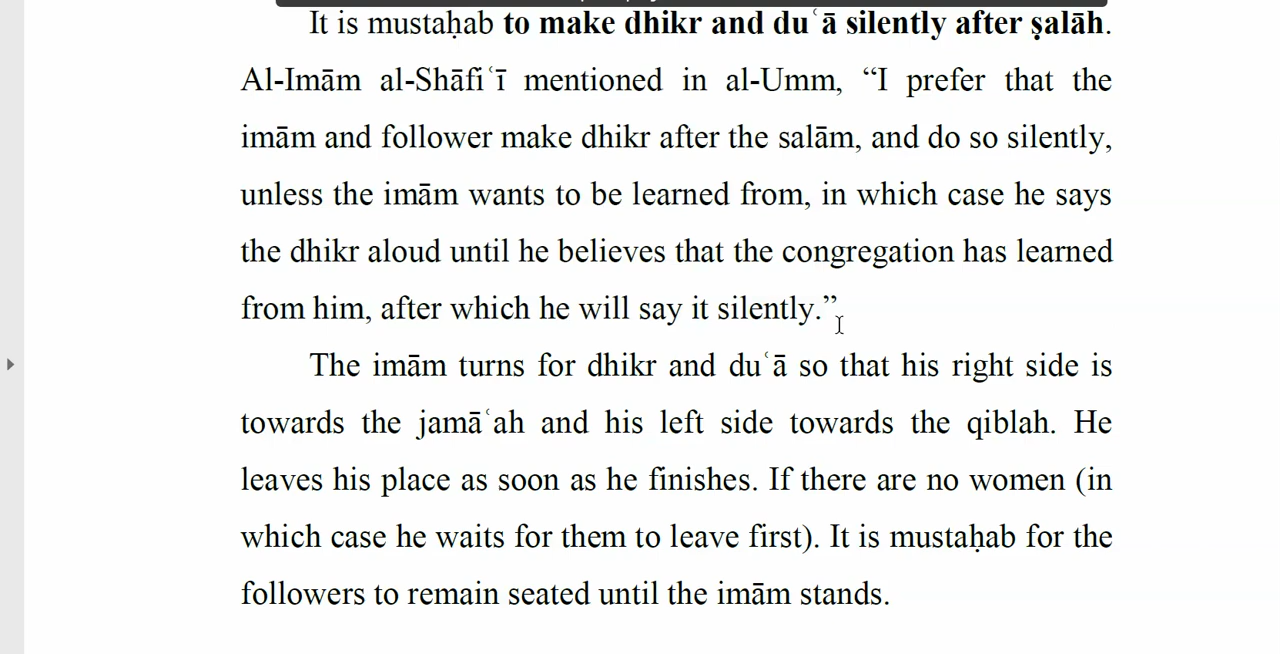 It is mustaḥab to make dhikr and duʿā silently after ṣalāh.
Al-Imām al-Shāfiʿī mentioned in al-Umm, “I prefer that the
imām and follower make dhikr after the salām, and do so silently,
unless the imām wants to be learned from, in which case he says
the dhikr aloud until he believes that the congregation has learned
from him, after which he will say it silently.”
The imām turns for dhikr and duʿā so that his right side is
towards the jamāʿah and his left side towards the qiblah. He
leaves his place as soon as he finishes. If there are no women (in
which case he waits for them to leave first). It is mustaḥab for the
followers to remain seated until the imām stands.